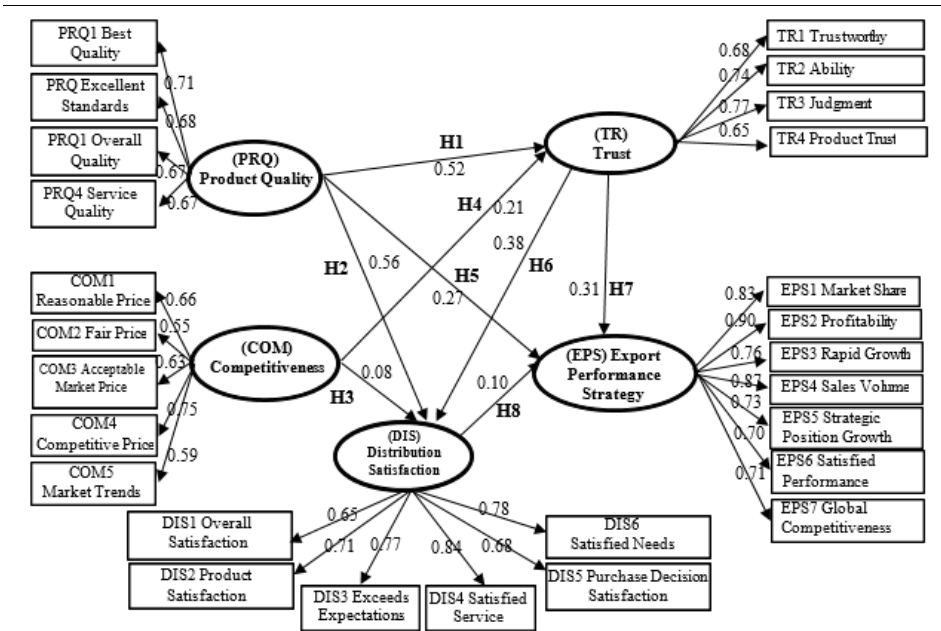 PRQ1 Best
Quality
PRQ Excellent
Standards
PRQ1 Overall
Quality
PRQ4 Service
Quality
0.71
0.68
0.67
0.67
(PRQ)
Product Quality
H1
0.52
(TR)
Trust
0.68
0.74
0.77
0.65
TR1 Trustworthy
TR2 Ability
TR3 Judgment
TR4 Product Trust
H4
0.21
H2
0.56
H5
0.27
0.38
H6
0.31
H7
COM1
Reasonable Price
COM2 Fair Price
COM3 Acceptable
Market Price
COM4
Competitive Price
COM5
Market Trends
0.66
0.55
0.63
0.75
0.59
(COM)
Competitiveness
0.08
H3
0.10
H8
(EPS) Export
Performance
Strategy
0.83
0.90
0.76
0.87
0.73
0.70
0.71
EPS1 Market Share
EPS2 Profitability
EPS3 Rapid Growth
EPS4 Sales Volume
EPS5 Strategic
Position Growth
EPS6 Satisfied
Performance
EPS7 Global
Competitiveness
(DIS)
Distribution
Satisfaction
0.65
0.71
0.77
0.84
0.68
0.78
DIS1 Overall
Satisfaction
DIS2 Product
Satisfaction
DIS3 Exceeds
Expectations
DIS4 Satisfied
Service
DIS5 Purchase Decision
Satisfaction
DIS6
Satisfied Needs